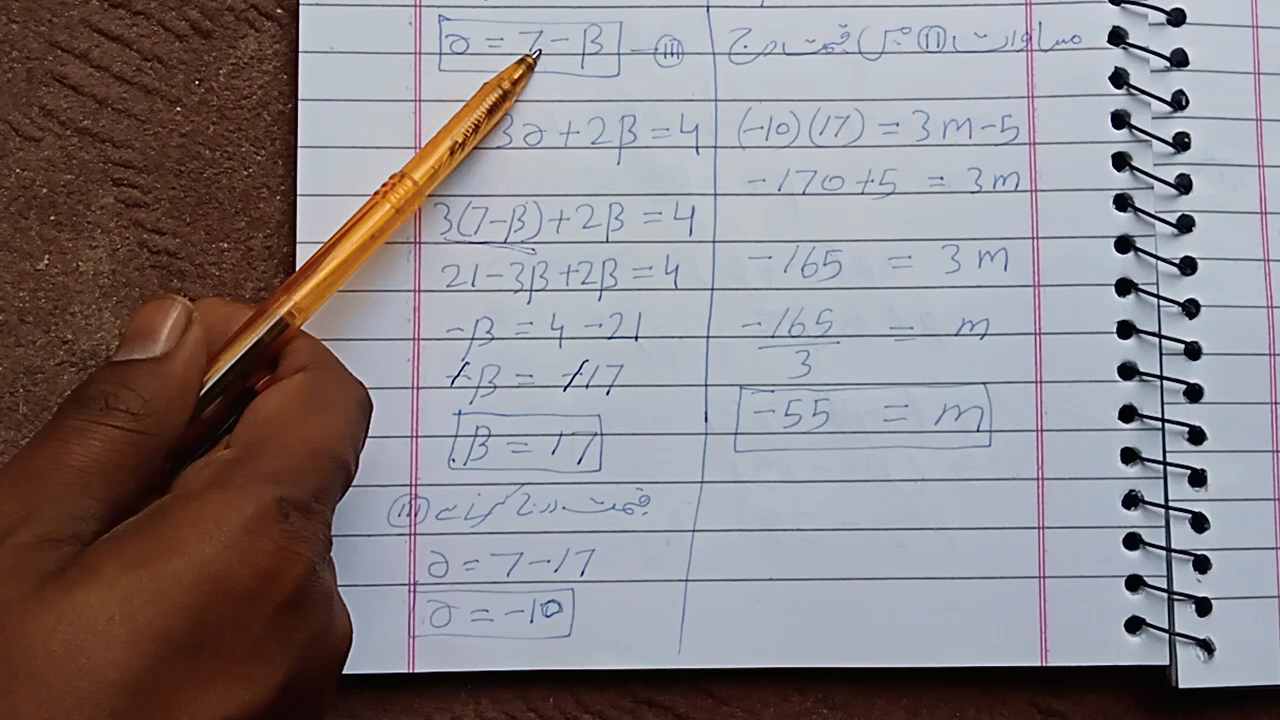 ∂ = 7 - β —(iii)
3∂ + 2β = 4
3(7-β) + 2β = 4
21 - 3β + 2β = 4
-β = 4 - 21
-β = -17
β = 17
قیمت درج کرنے (iii)
∂ = 7 - 17
∂ = -10
مساوات (ii) میں قیمت درج
(-10)(17) = 3m - 5
-170 + 5 = 3m
-165 = 3m
-165/3 = m
-55 = m